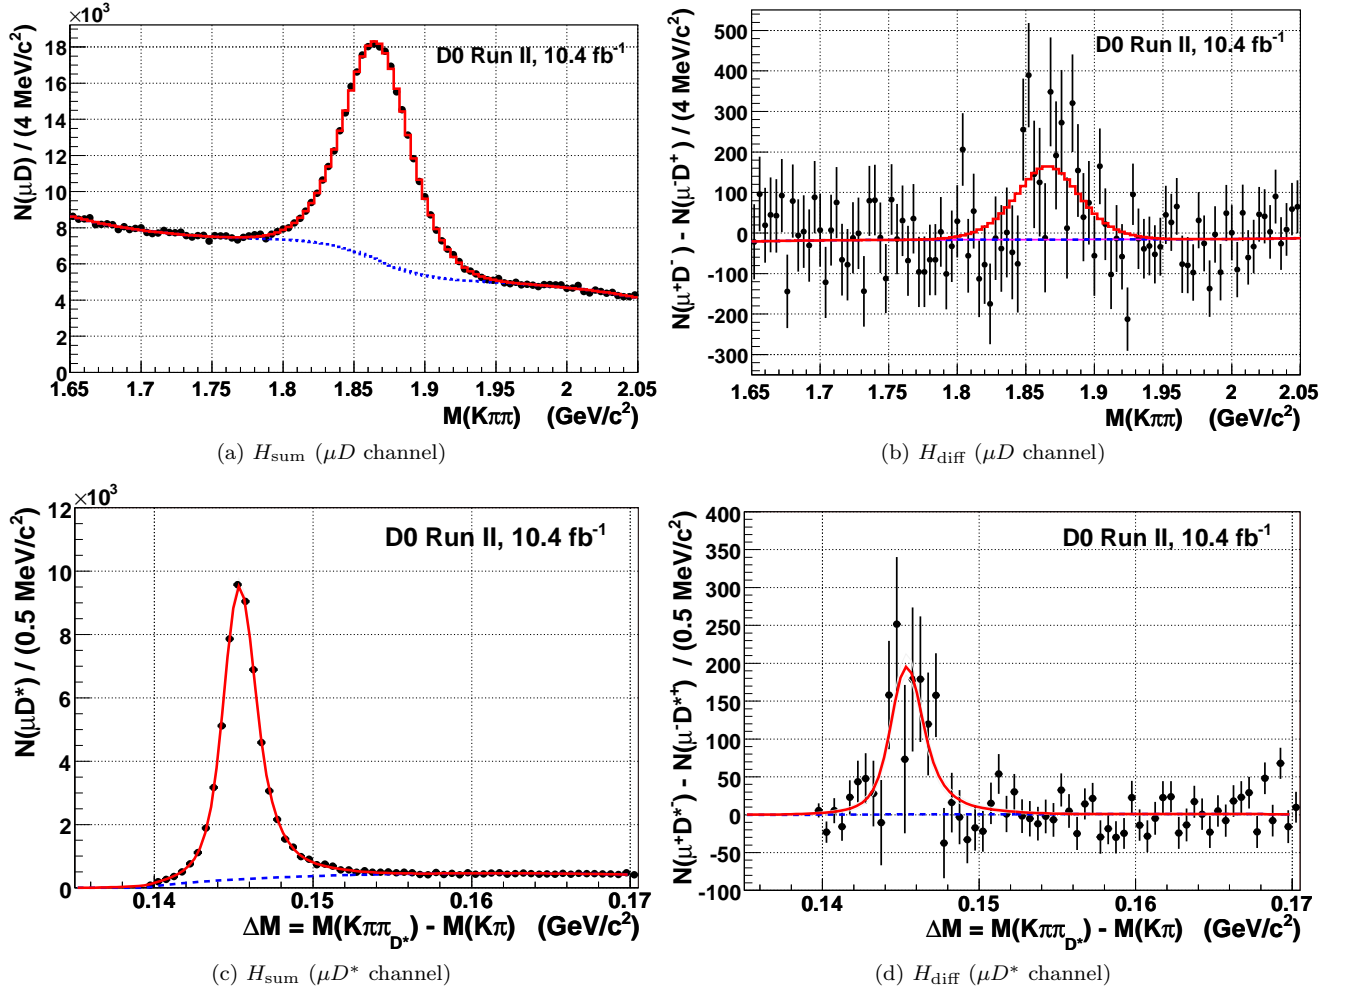 ×10³
N(μD) / (4 MeV/c²)
D0 Run II, 10.4 fb⁻¹
18
16
14
12
10
8
6
4
2
0
1.65 1.7 1.75 1.8 1.85 1.9 1.95 2 2.05
M(Kππ) (GeV/c²)
(a) H_sum (μD channel)
N(μ⁺D⁻) - N(μ⁻D⁺) / (4 MeV/c²)
D0 Run II, 10.4 fb⁻¹
500
400
300
200
100
0
-100
-200
-300
1.65 1.7 1.75 1.8 1.85 1.9 1.95 2 2.05
M(Kππ) (GeV/c²)
(b) H_diff (μD channel)
×10³
N(μD*) / (0.5 MeV/c²)
D0 Run II, 10.4 fb⁻¹
12
10
8
6
4
2
0
0.14 0.15 0.16 0.17
ΔM = M(Kππ_D*) - M(Kπ) (GeV/c²)
(c) H_sum (μD* channel)
N(μ⁺D*⁻) - N(μ⁻D*⁺) / (0.5 MeV/c²)
D0 Run II, 10.4 fb⁻¹
400
350
300
250
200
150
100
50
0
-50
-100
0.14 0.15 0.16 0.17
ΔM = M(Kππ_D*) - M(Kπ) (GeV/c²)
(d) H_diff (μD* channel)